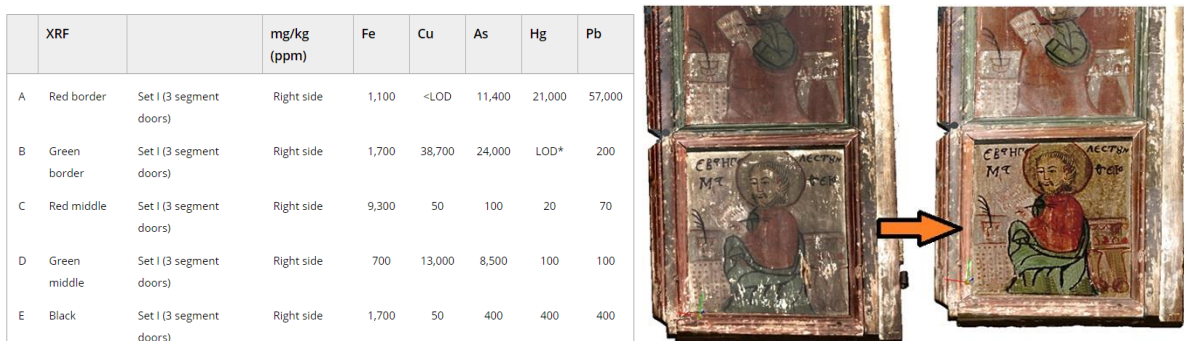 XRF mg/kg Fe Cu As Hg Pb
(ppm)
A Red border Set I (3 segment Right side 1,100 <LOD 11,400 21,000 57,000
doors)
B Green Set I (3 segment Right side 1,700 38,700 24,000 LOD* 200
border doors)
C Red middle Set I (3 segment Right side 9,300 50 100 20 70
doors)
D Green Set I (3 segment Right side 700 13,000 8,500 100 100
middle doors)
E Black Set I (3 segment Right side 1,700 50 400 400 400
doors)